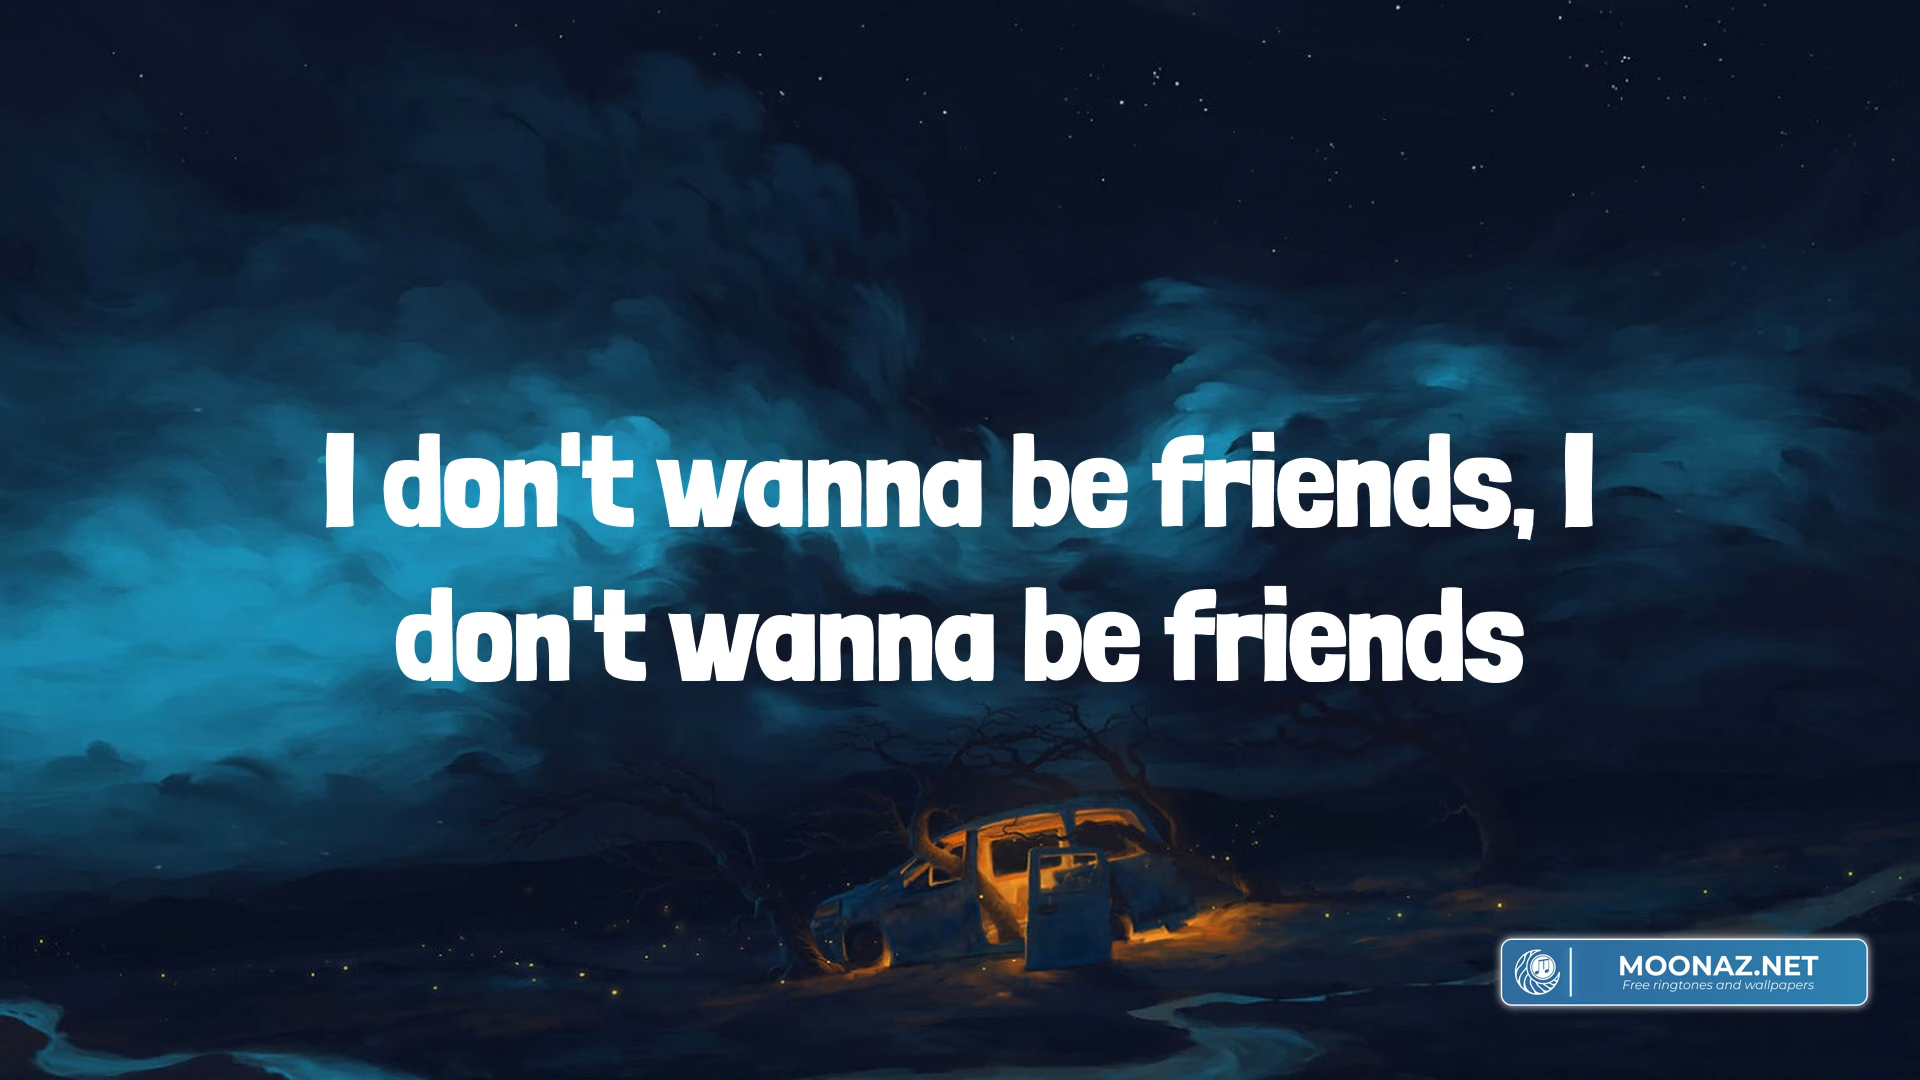 I don't wanna be friends, I
don't wanna be friends
MOONAZ.NET
Free ringtones and wallpapers